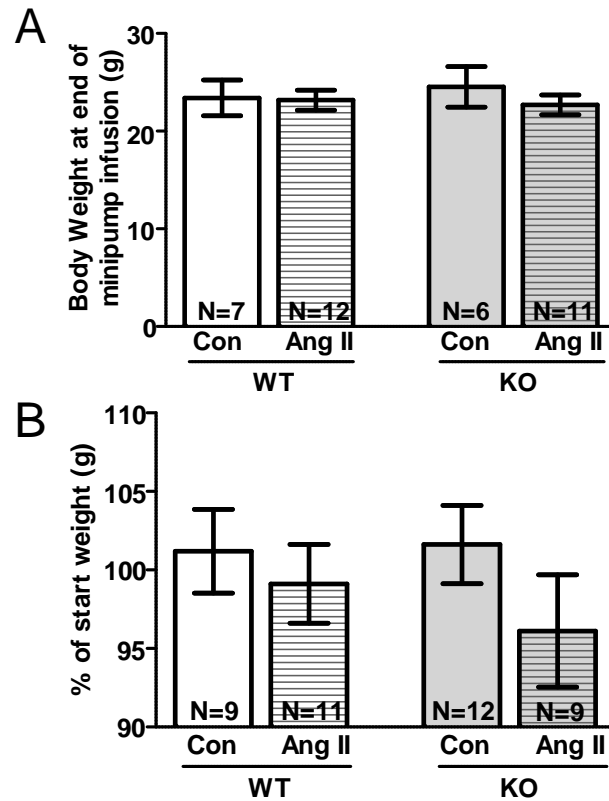 A
Body Weight at end of
minipump infusion (g)
30
20
10
0
N=7 N=12 N=6 N=11
Con Ang II Con Ang II
WT KO
B
% of start weight (g)
110
105
100
95
90
N=9 N=11 N=12 N=9
Con Ang II Con Ang II
WT KO